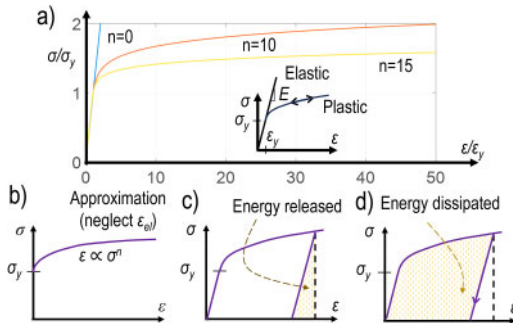 a)
σ/σy
2
1
0
n=0
n=10
n=15
Elastic
E
Plastic
σ
σy
εy
ε
ε/εy
0
10
20
30
40
50
b)
Approximation
(neglect εel)
σ
ε ∝ σⁿ
σy
ε
c)
Energy released
σ
σy
ε
d)
Energy dissipated
σ
σy
ε